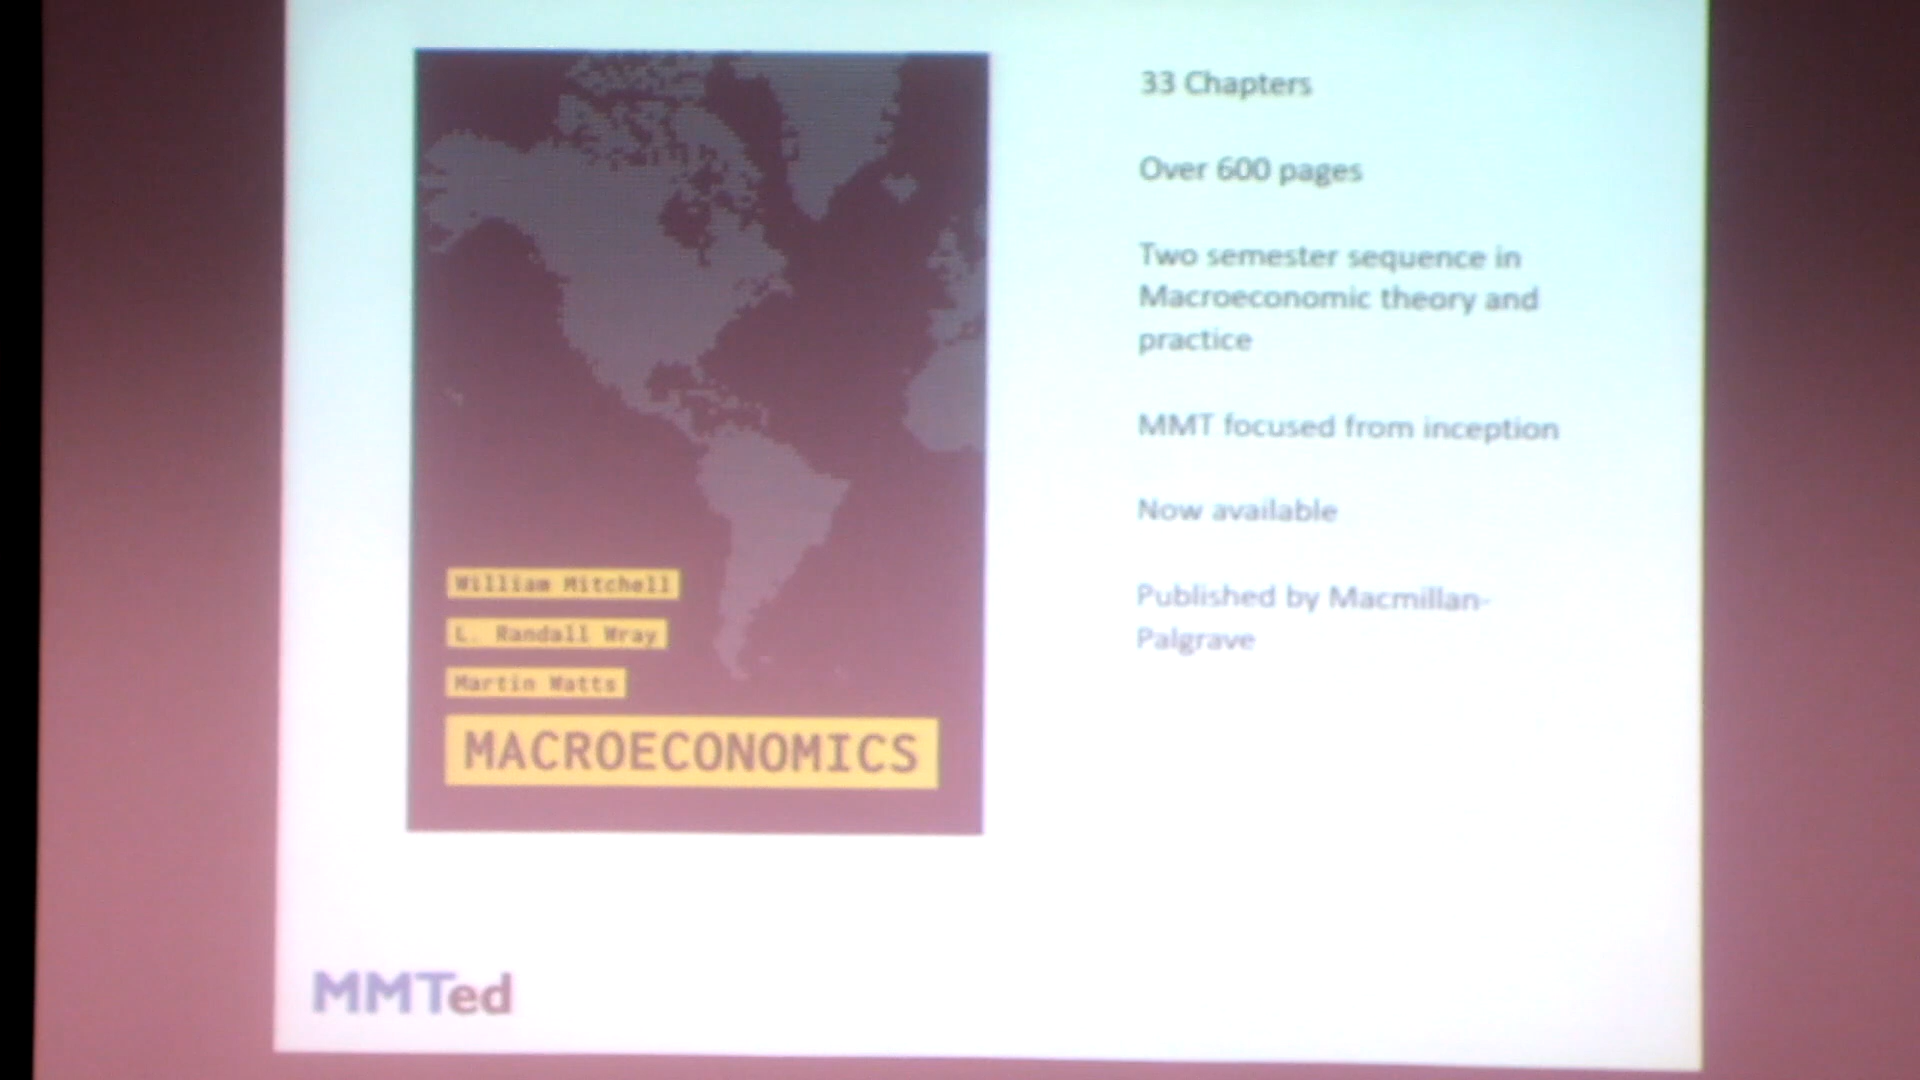 William Mitchell
L. Randall Wray
Martin Watts
MACROECONOMICS
33 Chapters
Over 600 pages
Two semester sequence in
Macroeconomic theory and
practice
MMT focused from inception
Now available
Published by Macmillan-
Palgrave
MMTed